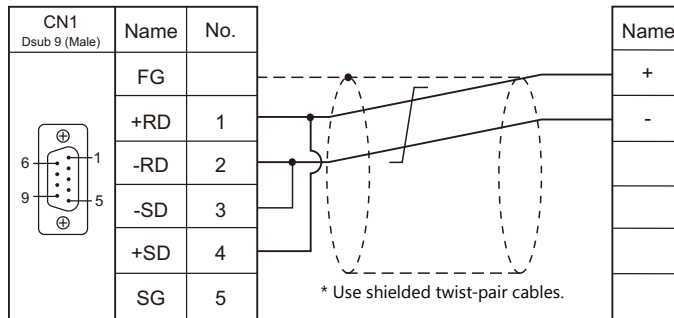 CN1
Dsub 9 (Male)
Name No.
Name
FG
+
+RD 1
-
-RD 2
6 1
9 5
-SD 3
+SD 4
SG 5
* Use shielded twist-pair cables.